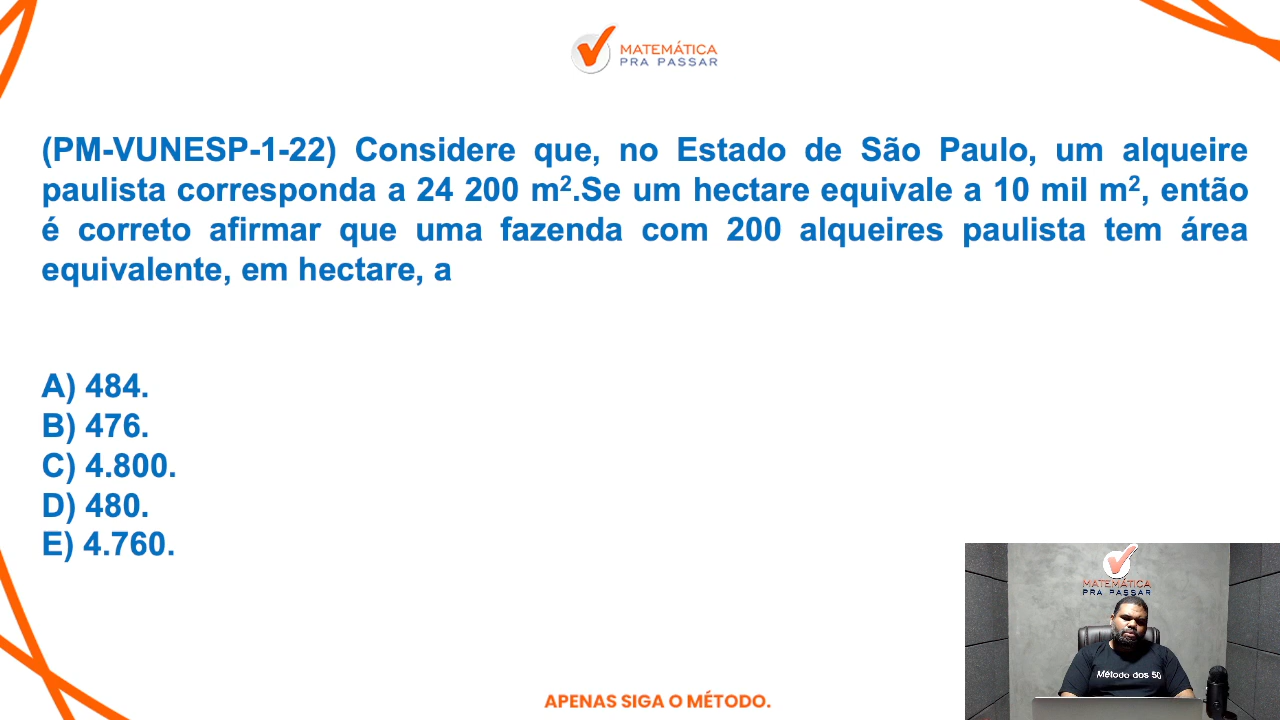 MATEMÁTICA
PRA PASSAR
(PM-VUNESP-1-22) Considere que, no Estado de São Paulo, um alqueire
paulista corresponda a 24 200 m².Se um hectare equivale a 10 mil m², então
é correto afirmar que uma fazenda com 200 alqueires paulista tem área
equivalente, em hectare, a
A) 484.
B) 476.
C) 4.800.
D) 480.
E) 4.760.
MATEMÁTICA
PRA PASSAR
Método dos 50
APENAS SIGA O MÉTODO.